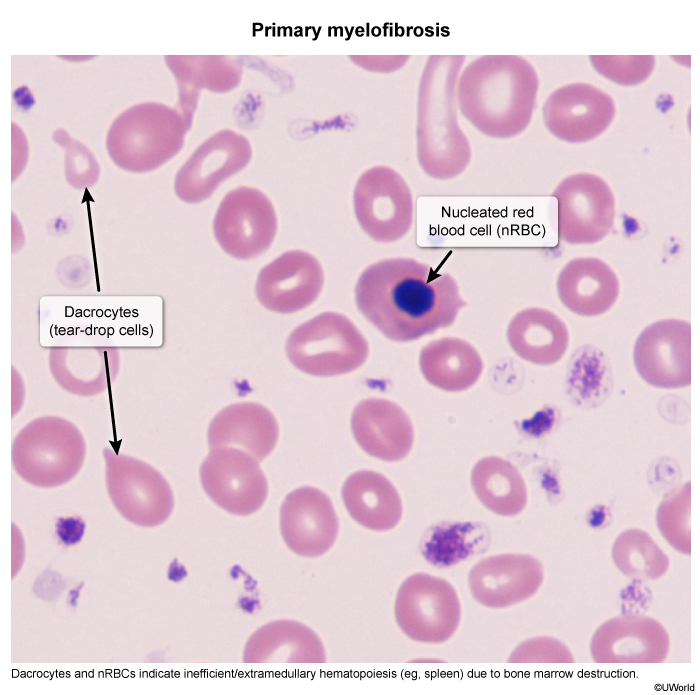 Primary myelofibrosis
Nucleated red
blood cell (nRBC)
Dacrocytes
(tear-drop cells)
Dacrocytes and nRBCs indicate inefficient/extramedullary hematopoiesis (eg, spleen) due to bone marrow destruction.
©UWorld